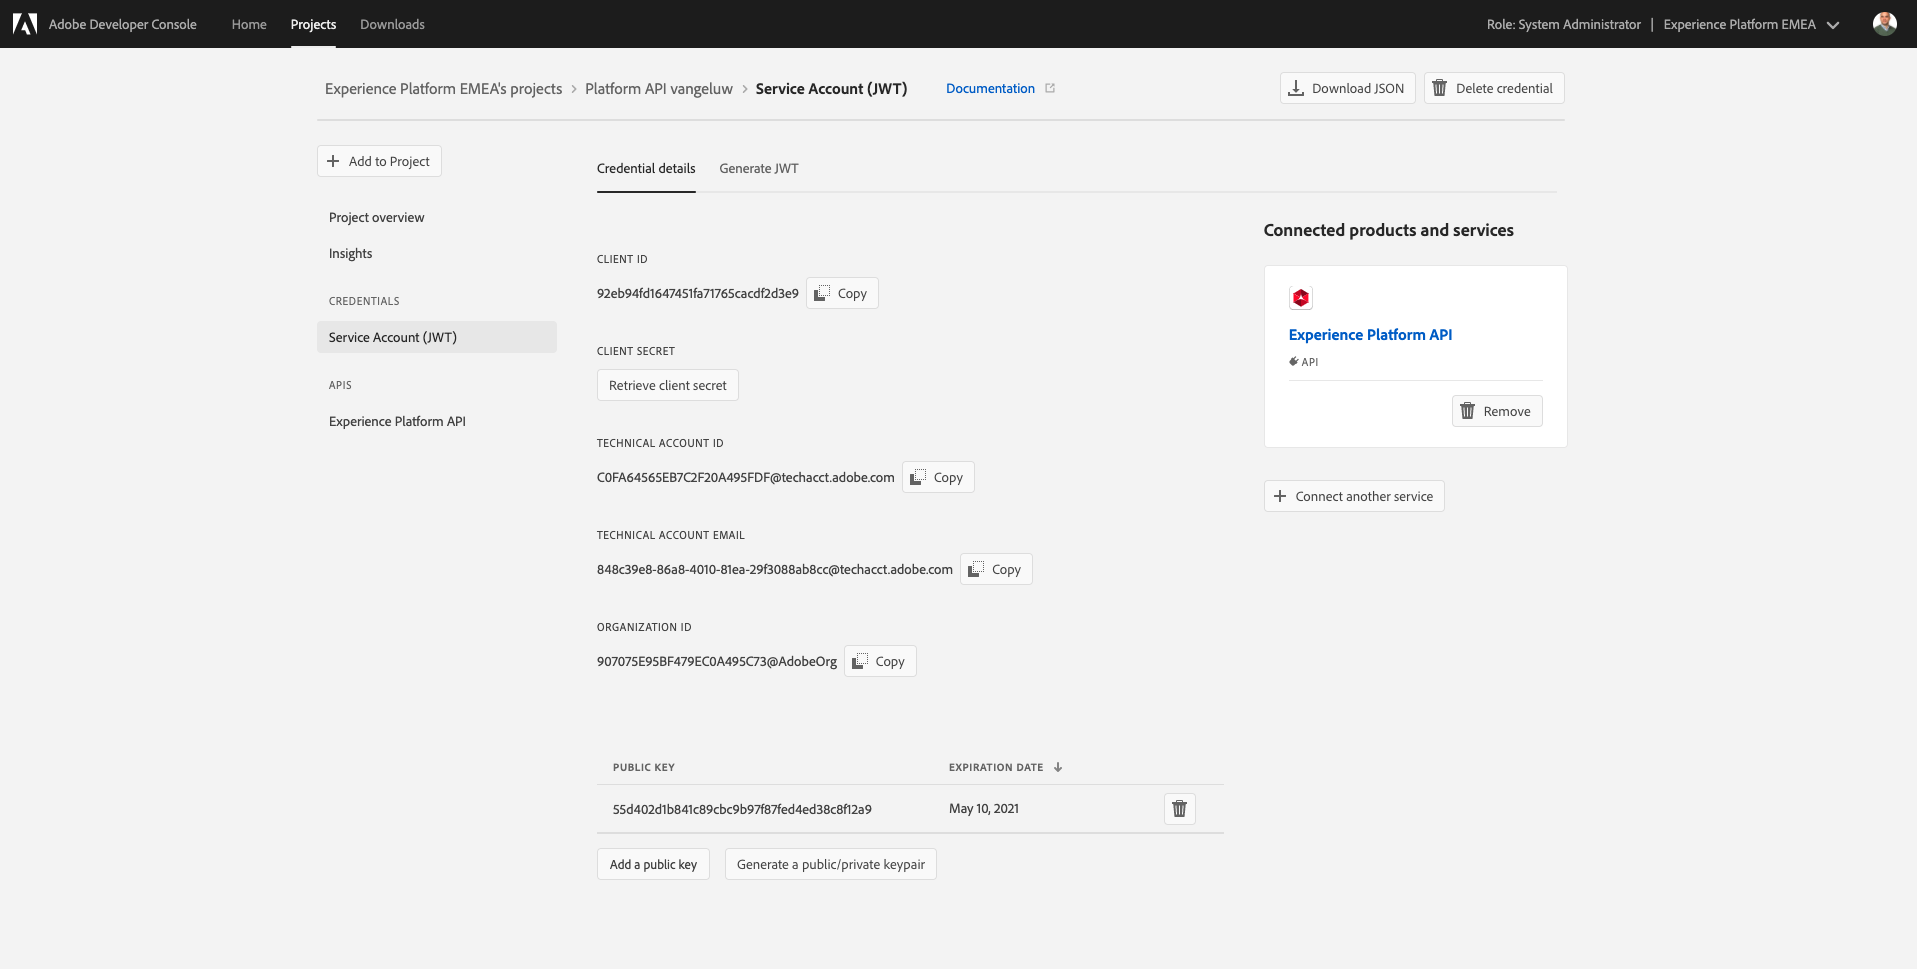 Adobe Developer Console Home Projects Downloads Role: System Administrator | Experience Platform EMEA
Experience Platform EMEA's projects > Platform API vangeluw > Service Account (JWT) Documentation Download JSON Delete credential
Add to Project
Project overview
Insights
CREDENTIALS
Service Account (JWT)
APIS
Experience Platform API
Credential details Generate JWT
CLIENT ID
92eb94fd1647451fa71765cacdf2d3e9 Copy
CLIENT SECRET
Retrieve client secret
TECHNICAL ACCOUNT ID
C0FA64565EB7C2F20A495FDF@techacct.adobe.com Copy
TECHNICAL ACCOUNT EMAIL
848c39e8-86a8-4010-81ea-29f3088ab8cc@techacct.adobe.com Copy
ORGANIZATION ID
907075E95BF479EC0A495C73@AdobeOrg Copy
PUBLIC KEY EXPIRATION DATE
55d402d1b841c89cbc9b97f87fed4ed38c8f12a9 May 10, 2021
Add a public key Generate a public/private keypair
Connected products and services
Experience Platform API
API
Remove
Connect another service